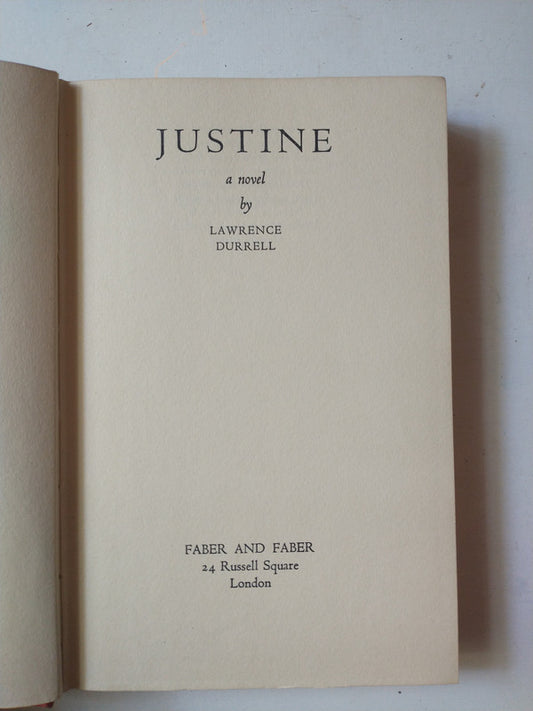 JUSTINE
a novel
by
LAWRENCE
DURRELL
FABER AND FABER
24 Russell Square
London